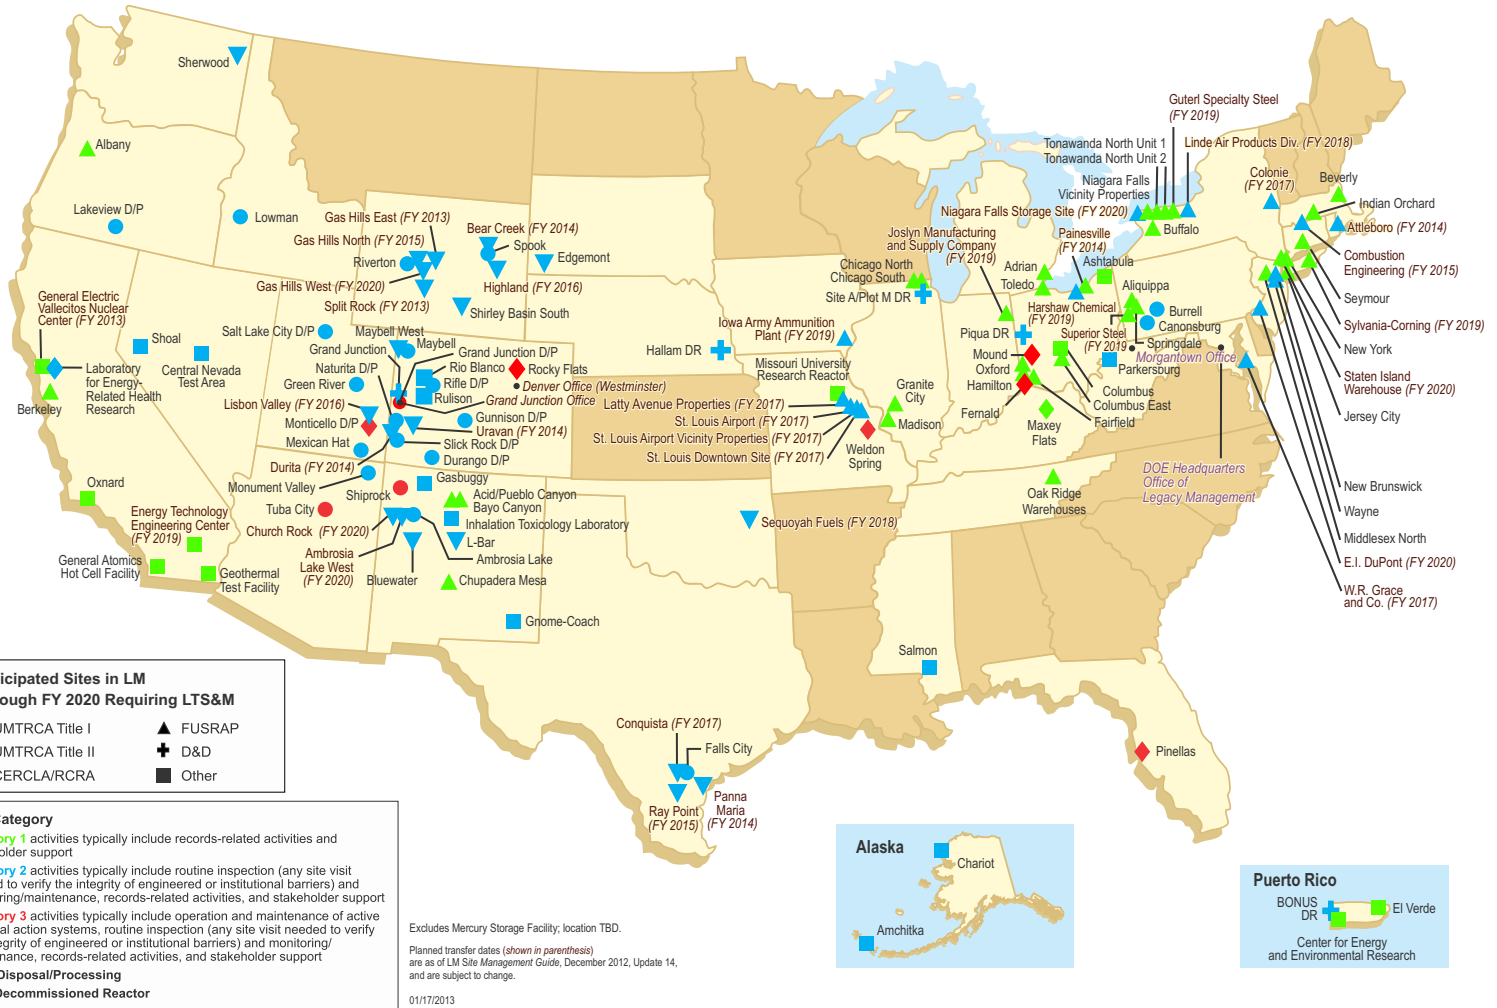 Sherwood
Albany
Lakeview D/P
Lowman
Gas Hills East (FY 2013)
Gas Hills North (FY 2015)
Riverton
Gas Hills West (FY 2020)
Split Rock (FY 2013)
Bear Creek (FY 2014)
Spook
Edgemont
Highland (FY 2016)
Shirley Basin South
General Electric
Vallecitos Nuclear
Center (FY 2013)
Shoal
Central Nevada
Test Area
Laboratory
for Energy-
Related Health
Research
Berkeley
Oxnard
Energy Technology
Engineering Center
(FY 2019)
General Atomics
Hot Cell Facility
Geothermal
Test Facility
Salt Lake City D/P
Maybell West
Maybell
Grand Junction
Grand Junction D/P
Naturita D/P
Rio Blanco
Green River
Rifle D/P
Rulison
Rocky Flats
Denver Office (Westminster)
Grand Junction Office
Lisbon Valley (FY 2016)
Monticello D/P
Gunnison D/P
Uravan (FY 2014)
Mexican Hat
Slick Rock D/P
Durita (FY 2014)
Durango D/P
Monument Valley
Gasbuggy
Shiprock
Acid/Pueblo Canyon
Bayo Canyon
Tuba City
Inhalation Toxicology Laboratory
Church Rock (FY 2020)
L-Bar
Ambrosia
Lake West
(FY 2020)
Ambrosia Lake
Bluewater
Chupadera Mesa
Gnome-Coach
Hallam DR
Iowa Army Ammunition
Plant (FY 2019)
Missouri University
Research Reactor
Latty Avenue Properties (FY 2017)
St. Louis Airport (FY 2017)
St. Louis Airport Vicinity Properties (FY 2017)
St. Louis Downtown Site (FY 2017)
Granite
City
Madison
Weldon
Spring
Sequoyah Fuels (FY 2018)
Conquista (FY 2017)
Falls City
Ray Point
(FY 2015)
Panna
Maria
(FY 2014)
Salmon
Pinellas
Chicago North
Chicago South
Site A/Plot M DR
Joslyn Manufacturing
and Supply Company
(FY 2019)
Niagara Falls Storage Site (FY 2020)
Adrian
Toledo
Painesville
(FY 2014)
Ashtabula
Harshaw Chemical
(FY 2019)
Superior Steel
(FY 2019
Piqua DR
Mound
Oxford
Hamilton
Fernald
Maxey
Flats
Fairfield
Columbus East
Columbus
Parkersburg
Aliquippa
Burrell
Canonsburg
Springdale
Morgantown Office
DOE Headquarters
Office of
Legacy Management
Oak Ridge
Warehouses
Guterl Specialty Steel
(FY 2019)
Tonawanda North Unit 1
Tonawanda North Unit 2
Linde Air Products Div. (FY 2018)
Niagara Falls
Vicinity Properties
Buffalo
Colonie
(FY 2017)
Beverly
Indian Orchard
Attleboro (FY 2014)
Combustion
Engineering (FY 2015)
Seymour
Sylvania-Corning (FY 2019)
New York
Staten Island
Warehouse (FY 2020)
Jersey City
New Brunswick
Wayne
Middlesex North
E.I. DuPont (FY 2020)
W.R. Grace
and Co. (FY 2017)
icipated Sites in LM
ough FY 2020 Requiring LTS&M
UMTRCA Title I
FUSRAP
UMTRCA Title II
D&D
CERCLA/RCRA
Other
ategory
ory 1 activities typically include records-related activities and
older support
ory 2 activities typically include routine inspection (any site visit
d to verify the integrity of engineered or institutional barriers) and
ring/maintenance, records-related activities, and stakeholder support
ory 3 activities typically include operation and maintenance of active
al action systems, routine inspection (any site visit needed to verify
egrity of engineered or institutional barriers) and monitoring/
nance, records-related activities, and stakeholder support
Disposal/Processing
Decommissioned Reactor
Excludes Mercury Storage Facility; location TBD.
Planned transfer dates (shown in parenthesis)
are as of LM Site Management Guide, December 2012, Update 14,
and are subject to change.
01/17/2013
Alaska
Chariot
Amchitka
Puerto Rico
BONUS
DR
El Verde
Center for Energy
and Environmental Research